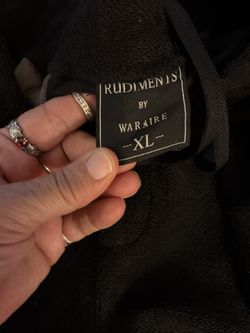 RUDIMENTS
BY
WARAIRE
-XL-